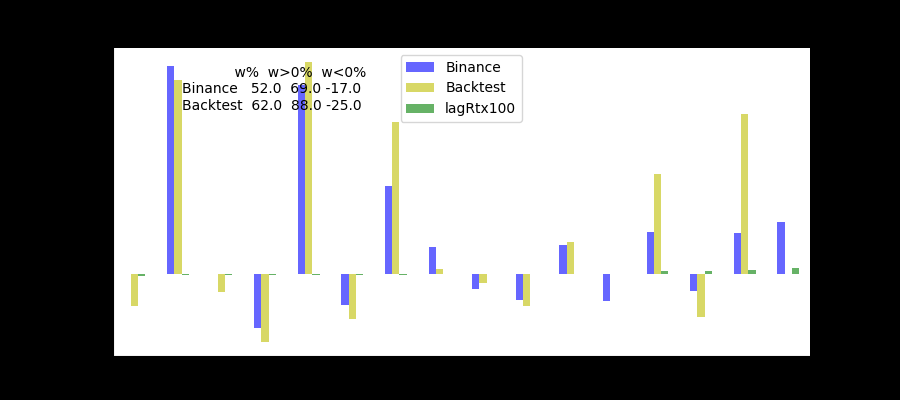 w%  w>0%  w<0%
Binance   52.0  69.0 -17.0
Backtest  62.0  88.0 -25.0
Binance
Backtest
lagRtx100